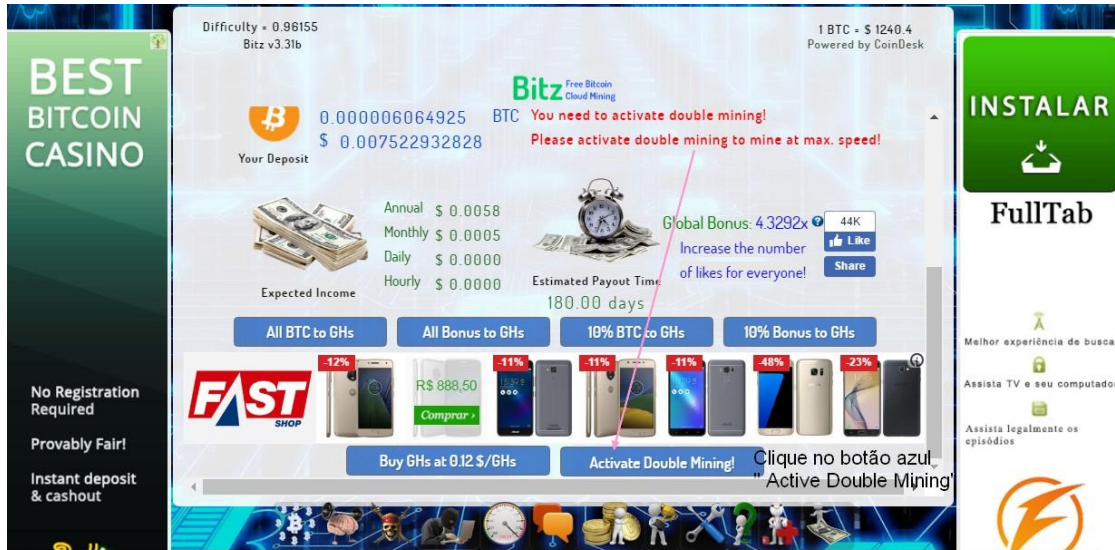 Difficulty = 0.96155
Bitz v3.31b
1 BTC = $ 1240.4
Powered by CoinDesk
BEST
BITCOIN
CASINO
No Registration
Required
Provably Fair!
Instant deposit
& cashout
Bitz Free Bitcoin
Cloud Mining
0.000006064925 BTC
$ 0.007522932828
Your Deposit
You need to activate double mining!
Please activate double mining to mine at max. speed!
Annual $ 0.0058
Monthly $ 0.0005
Daily $ 0.0000
Hourly $ 0.0000
Expected Income
Estimated Payout Time
180.00 days
Global Bonus: 4.3292x
Increase the number
of likes for everyone!
44K
Like
Share
All BTC to GHs
All Bonus to GHs
10% BTC to GHs
10% Bonus to GHs
FAST
SHOP
-12%
R$ 888,50
Comprar ›
-11%
-11%
-11%
-48%
-23%
Buy GHs at 0.12 $/GHs
Activate Double Mining!
Clique no botão azul
" Active Double Mining'
INSTALAR
FullTab
Melhor experiência de busca
Assista TV e seu computador
Assista legalmente os
episódios